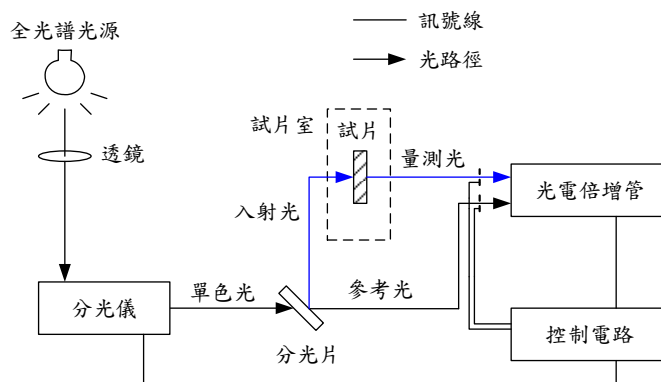 全光譜光源
訊號線
光路徑
透鏡
試片室
試片
量測光
入射光
光電倍增管
分光儀
單色光
參考光
分光片
控制電路